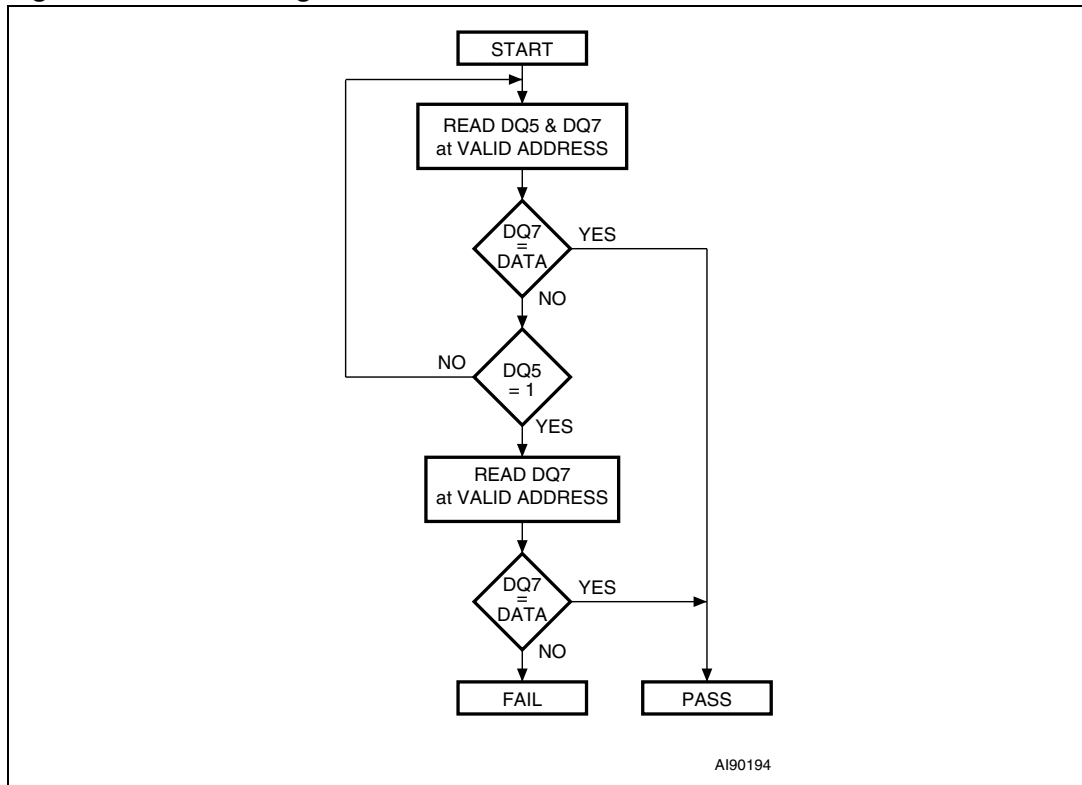 START
READ DQ5 & DQ7
at VALID ADDRESS
DQ7
=
DATA
YES
NO
NO
DQ5
= 1
YES
READ DQ7
at VALID ADDRESS
DQ7
=
DATA
YES
NO
FAIL
PASS
AI90194